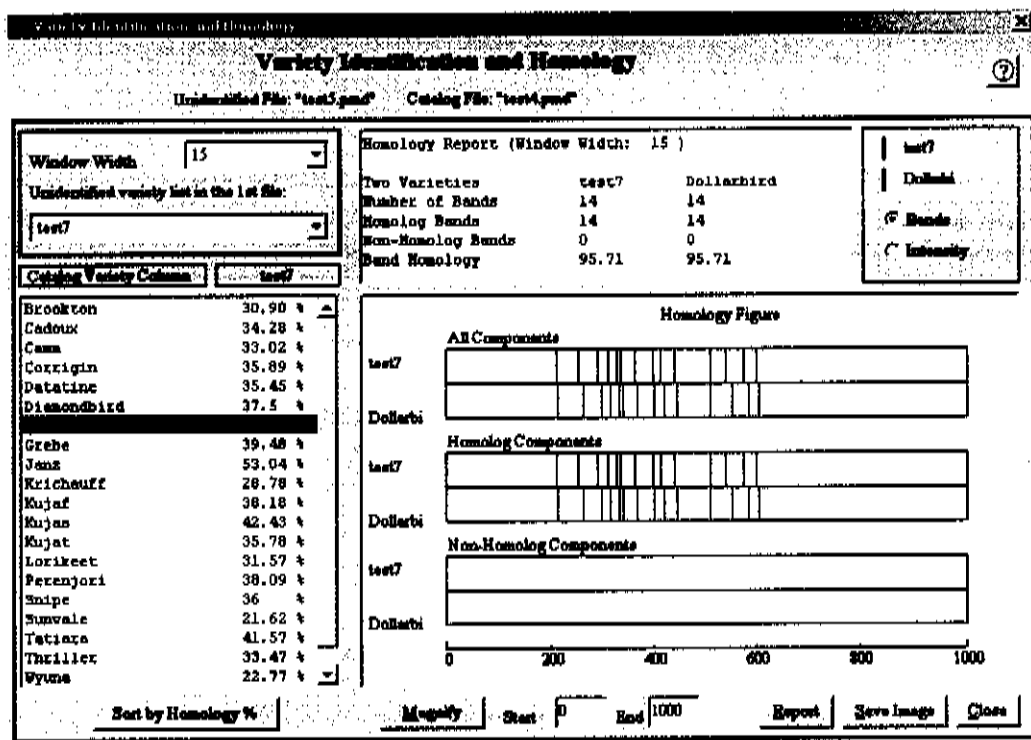 Variety Identification and Homology
Variety Identification and Homology
Unidentified File: "test5.pmd" Catalog File: "test4.pmd"
Window Width 15
Unidentified variety list in the 1st file:
test7
Catalog Variety Column test7
Brookton 30.90 %
Cadoux 34.28 %
Camm 33.02 %
Corrigin 35.89 %
Datatine 35.45 %
Diamondbird 37.5 %
Grebe 39.48 %
Janz 53.04 %
Krichauff 28.78 %
Kujaf 38.18 %
Kujas 42.43 %
Kujat 35.78 %
Lorikeet 31.57 %
Perenjori 38.09 %
Snipe 36 %
Sunvale 21.62 %
Tatiara 41.57 %
Thriller 33.47 %
Wyuna 22.77 %
Sort by Homology %
Homology Report (Window Width: 15 )
Two Varieties test7 Dollarbird
Number of Bands 14 14
Homolog Bands 14 14
Non-Homolog Bands 0 0
Band Homology 95.71 95.71
test7
Dollarbi
Bands
Intensity
Homology Figure
All Components
test7
Dollarbi
Homolog Components
test7
Dollarbi
Non-Homolog Components
test7
Dollarbi
0 200 400 600 800 1000
Magnify Start 0 End 1000 Report Save Image Close